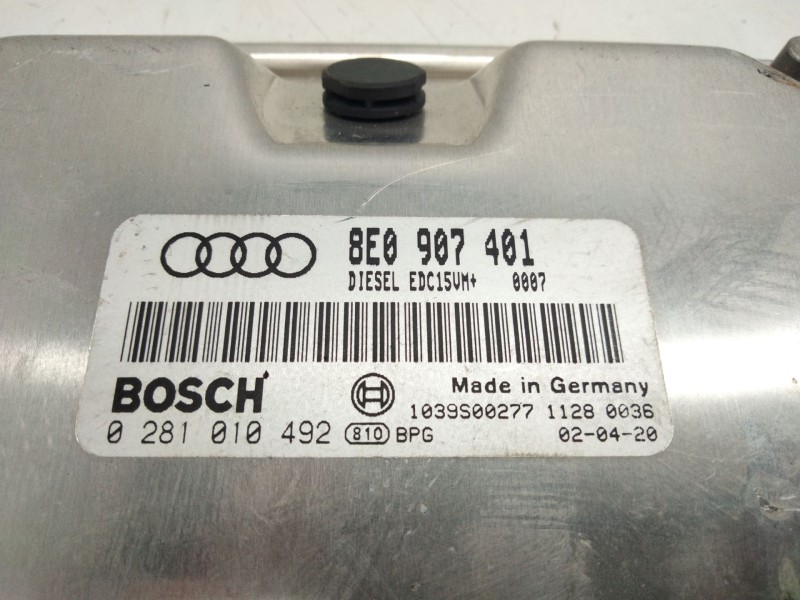 8E0 907 401
DIESEL EDC15VM+ 0007
BOSCH
Made in Germany
1039S00277 1128 0036
0 281 010 492 810 BPG 02-04-20